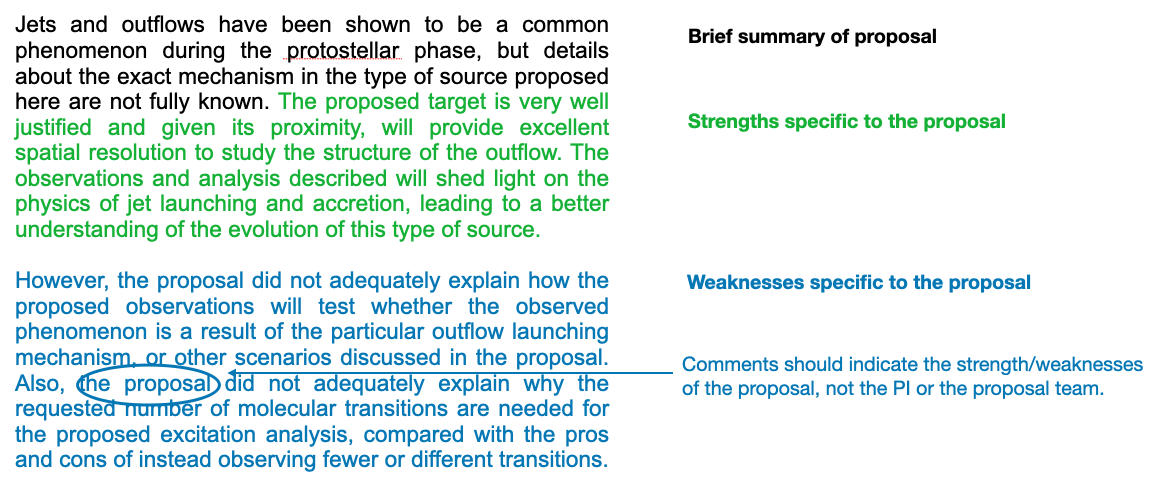 Jets and outflows have been shown to be a common
phenomenon during the protostellar phase, but details
about the exact mechanism in the type of source proposed
here are not fully known. The proposed target is very well
justified and given its proximity, will provide excellent
spatial resolution to study the structure of the outflow. The
observations and analysis described will shed light on the
physics of jet launching and accretion, leading to a better
understanding of the evolution of this type of source.
However, the proposal did not adequately explain how the
proposed observations will test whether the observed
phenomenon is a result of the particular outflow launching
mechanism, or other scenarios discussed in the proposal.
Also, the proposal did not adequately explain why the
requested number of molecular transitions are needed for
the proposed excitation analysis, compared with the pros
and cons of instead observing fewer or different transitions.
Brief summary of proposal
Strengths specific to the proposal
Weaknesses specific to the proposal
Comments should indicate the strength/weaknesses
of the proposal, not the PI or the proposal team.